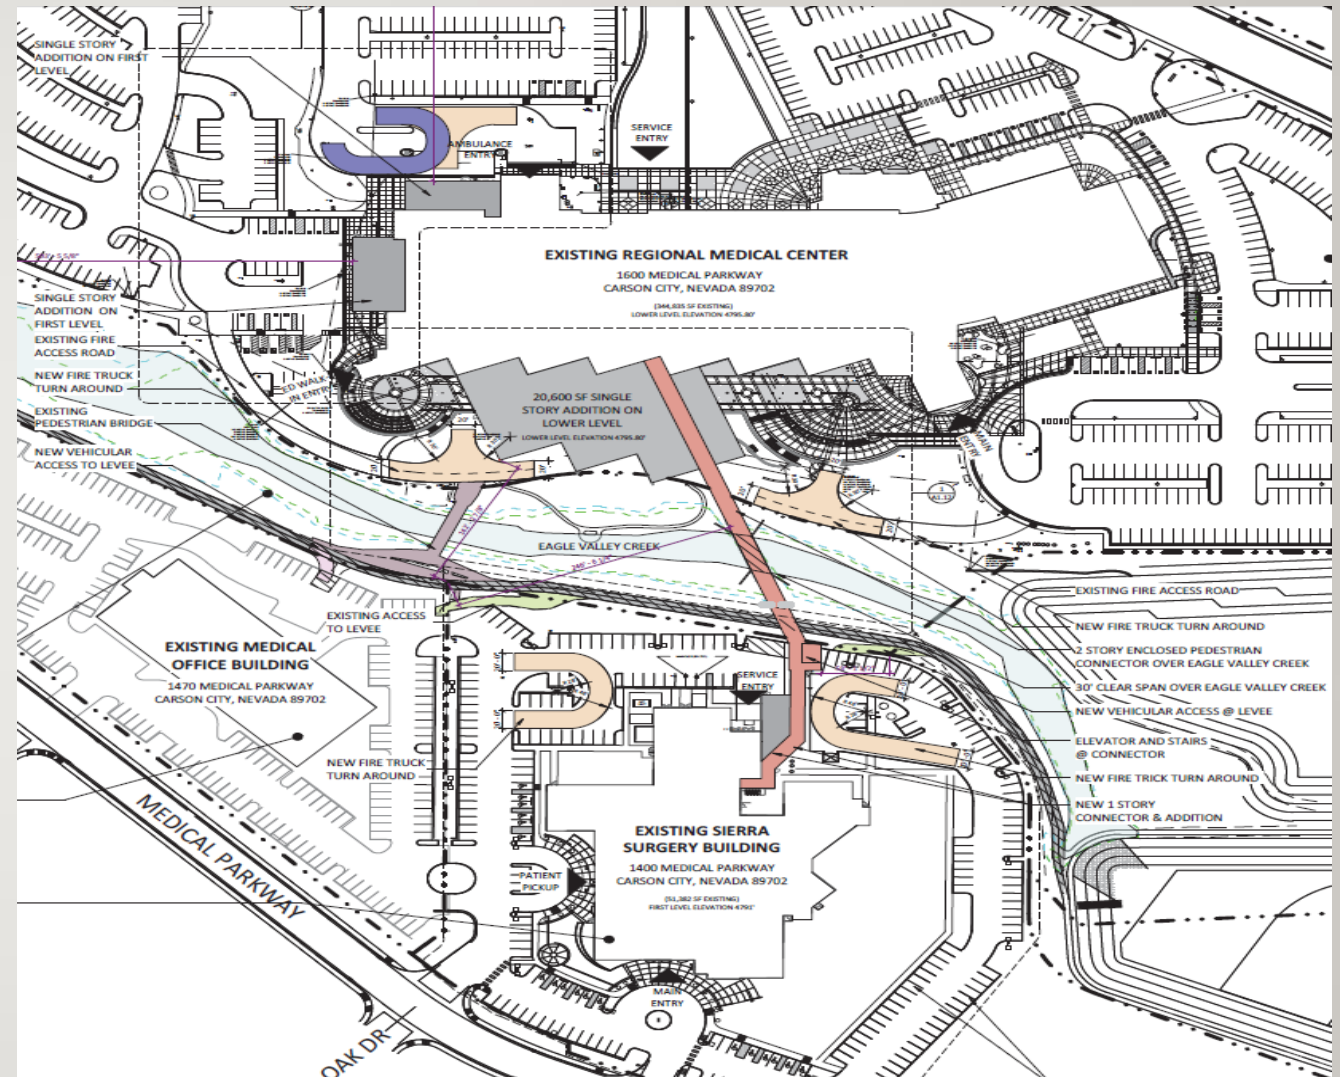 SINGLE STORY
ADDITION ON FIRST
LEVEL
AMBULANCE
ENTRY
SERVICE
ENTRY
EXISTING REGIONAL MEDICAL CENTER
1600 MEDICAL PARKWAY
CARSON CITY, NEVADA 89702
(344,835 SF EXISTING)
LOWER LEVEL ELEVATION 4795.80'
SINGLE STORY
ADDITION ON
FIRST LEVEL
EXISTING FIRE
ACCESS ROAD
NEW FIRE TRUCK
TURN AROUND
EXISTING
PEDESTRIAN BRIDGE
NEW VEHICULAR
ACCESS TO LEVEE
ED WALK
IN ENTRY
20,600 SF SINGLE
STORY ADDITION ON
LOWER LEVEL
LOWER LEVEL ELEVATION 4795.80'
MAIN
ENTRY
1
A1.12
EAGLE VALLEY CREEK
EXISTING ACCESS
TO LEVEE
EXISTING MEDICAL
OFFICE BUILDING
1470 MEDICAL PARKWAY
CARSON CITY, NEVADA 89702
NEW FIRE TRUCK
TURN AROUND
SERVICE
ENTRY
EXISTING FIRE ACCESS ROAD
NEW FIRE TRUCK TURN AROUND
2 STORY ENCLOSED PEDESTRIAN
CONNECTOR OVER EAGLE VALLEY CREEK
30' CLEAR SPAN OVER EAGLE VALLEY CREEK
NEW VEHICULAR ACCESS @ LEVEE
ELEVATOR AND STAIRS
@ CONNECTOR
NEW FIRE TRICK TURN AROUND
NEW 1 STORY
CONNECTOR & ADDITION
EXISTING SIERRA
SURGERY BUILDING
1400 MEDICAL PARKWAY
CARSON CITY, NEVADA 89702
(51,382 SF EXISTING)
FIRST LEVEL ELEVATION 4791'
PATIENT
PICKUP
MAIN
ENTRY
MEDICAL PARKWAY
OAK DR